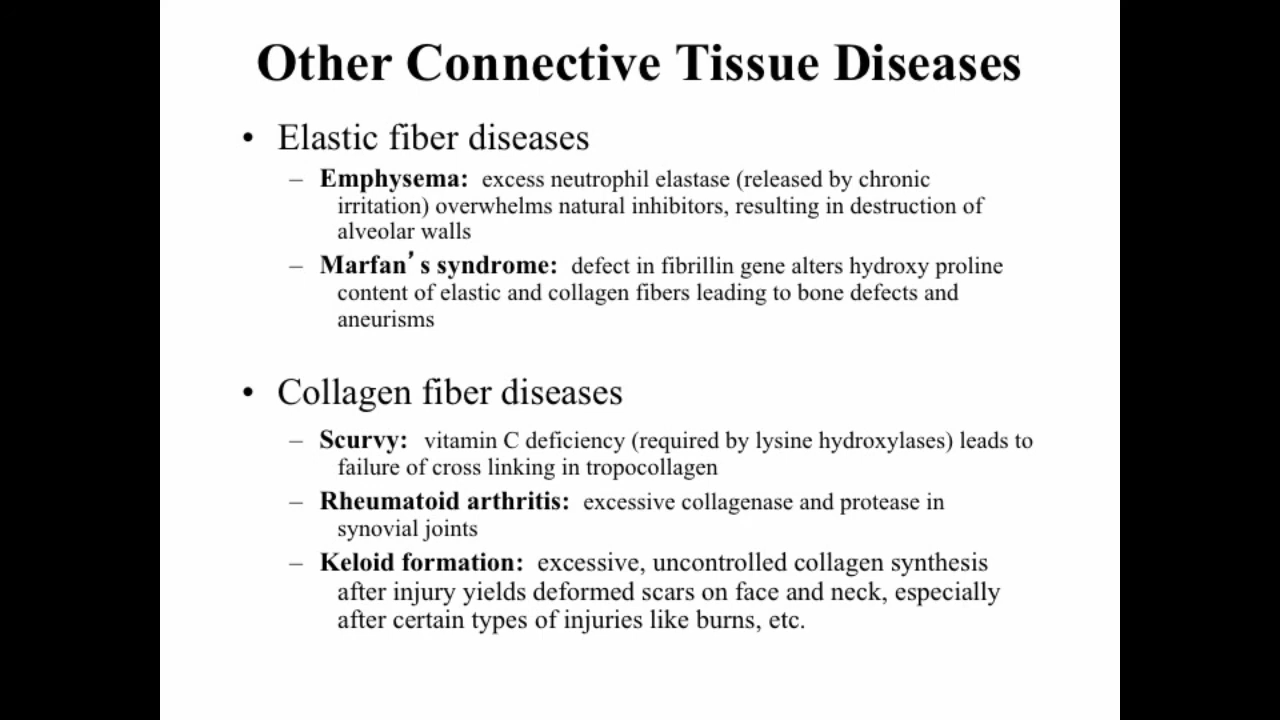 Other Connective Tissue Diseases
• Elastic fiber diseases
– Emphysema: excess neutrophil elastase (released by chronic
irritation) overwhelms natural inhibitors, resulting in destruction of
alveolar walls
– Marfan’s syndrome: defect in fibrillin gene alters hydroxy proline
content of elastic and collagen fibers leading to bone defects and
aneurisms
• Collagen fiber diseases
– Scurvy: vitamin C deficiency (required by lysine hydroxylases) leads to
failure of cross linking in tropocollagen
– Rheumatoid arthritis: excessive collagenase and protease in
synovial joints
– Keloid formation: excessive, uncontrolled collagen synthesis
after injury yields deformed scars on face and neck, especially
after certain types of injuries like burns, etc.